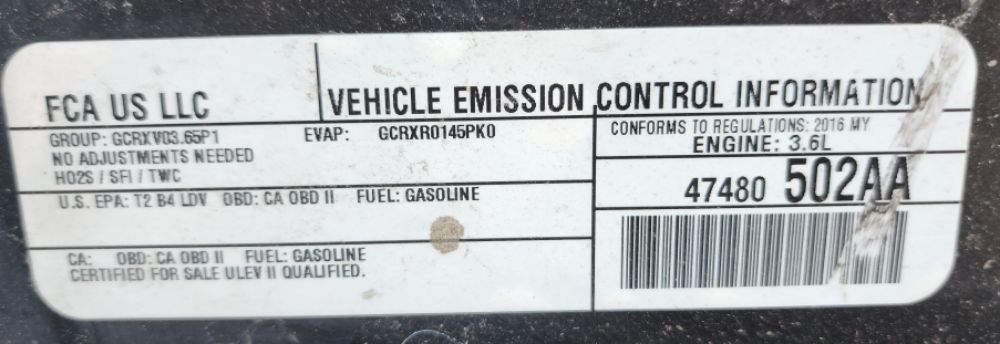 FCA US LLC
VEHICLE EMISSION CONTROL INFORMATION
GROUP: GCRXV03.65P1 EVAP: GCRXR0145PK0
NO ADJUSTMENTS NEEDED
HO2S / SFI / TWC
U.S. EPA: T2 B4 LDV OBD: CA OBD II FUEL: GASOLINE
CA: OBD: CA OBD II FUEL: GASOLINE
CERTIFIED FOR SALE ULEV II QUALIFIED.
CONFORMS TO REGULATIONS: 2016 MY
ENGINE: 3.6L
47480 502AA